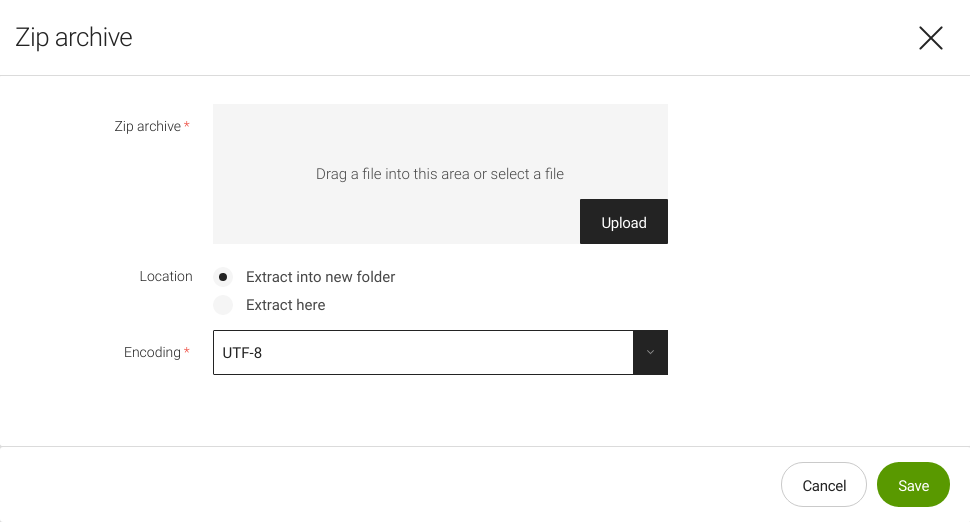 Zip archive
Zip archive *
Drag a file into this area or select a file
Upload
Location
Extract into new folder
Extract here
Encoding *
UTF-8
Cancel
Save